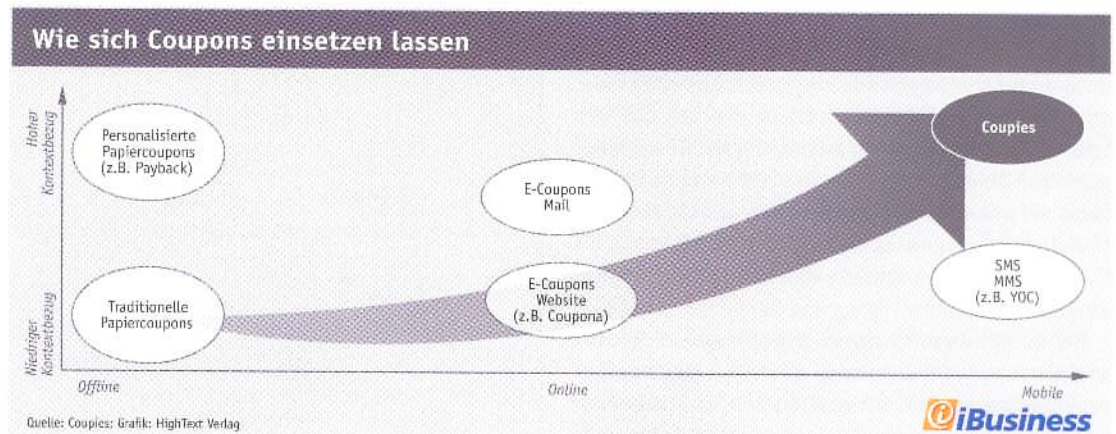 Wie sich Coupons einsetzen lassen
Hoher
Kontextbezug
Personalisierte
Papiercoupons
(z.B. Payback)
E-Coupons
Mail
Coupies
Niedriger
Kontextbezug
Traditionelle
Papiercoupons
E-Coupons
Website
(z.B. Coupona)
SMS
MMS
(z.B. YOC)
Offline
Online
Mobile
Quelle: Coupies; Grafik: HighText Verlag
@iBusiness